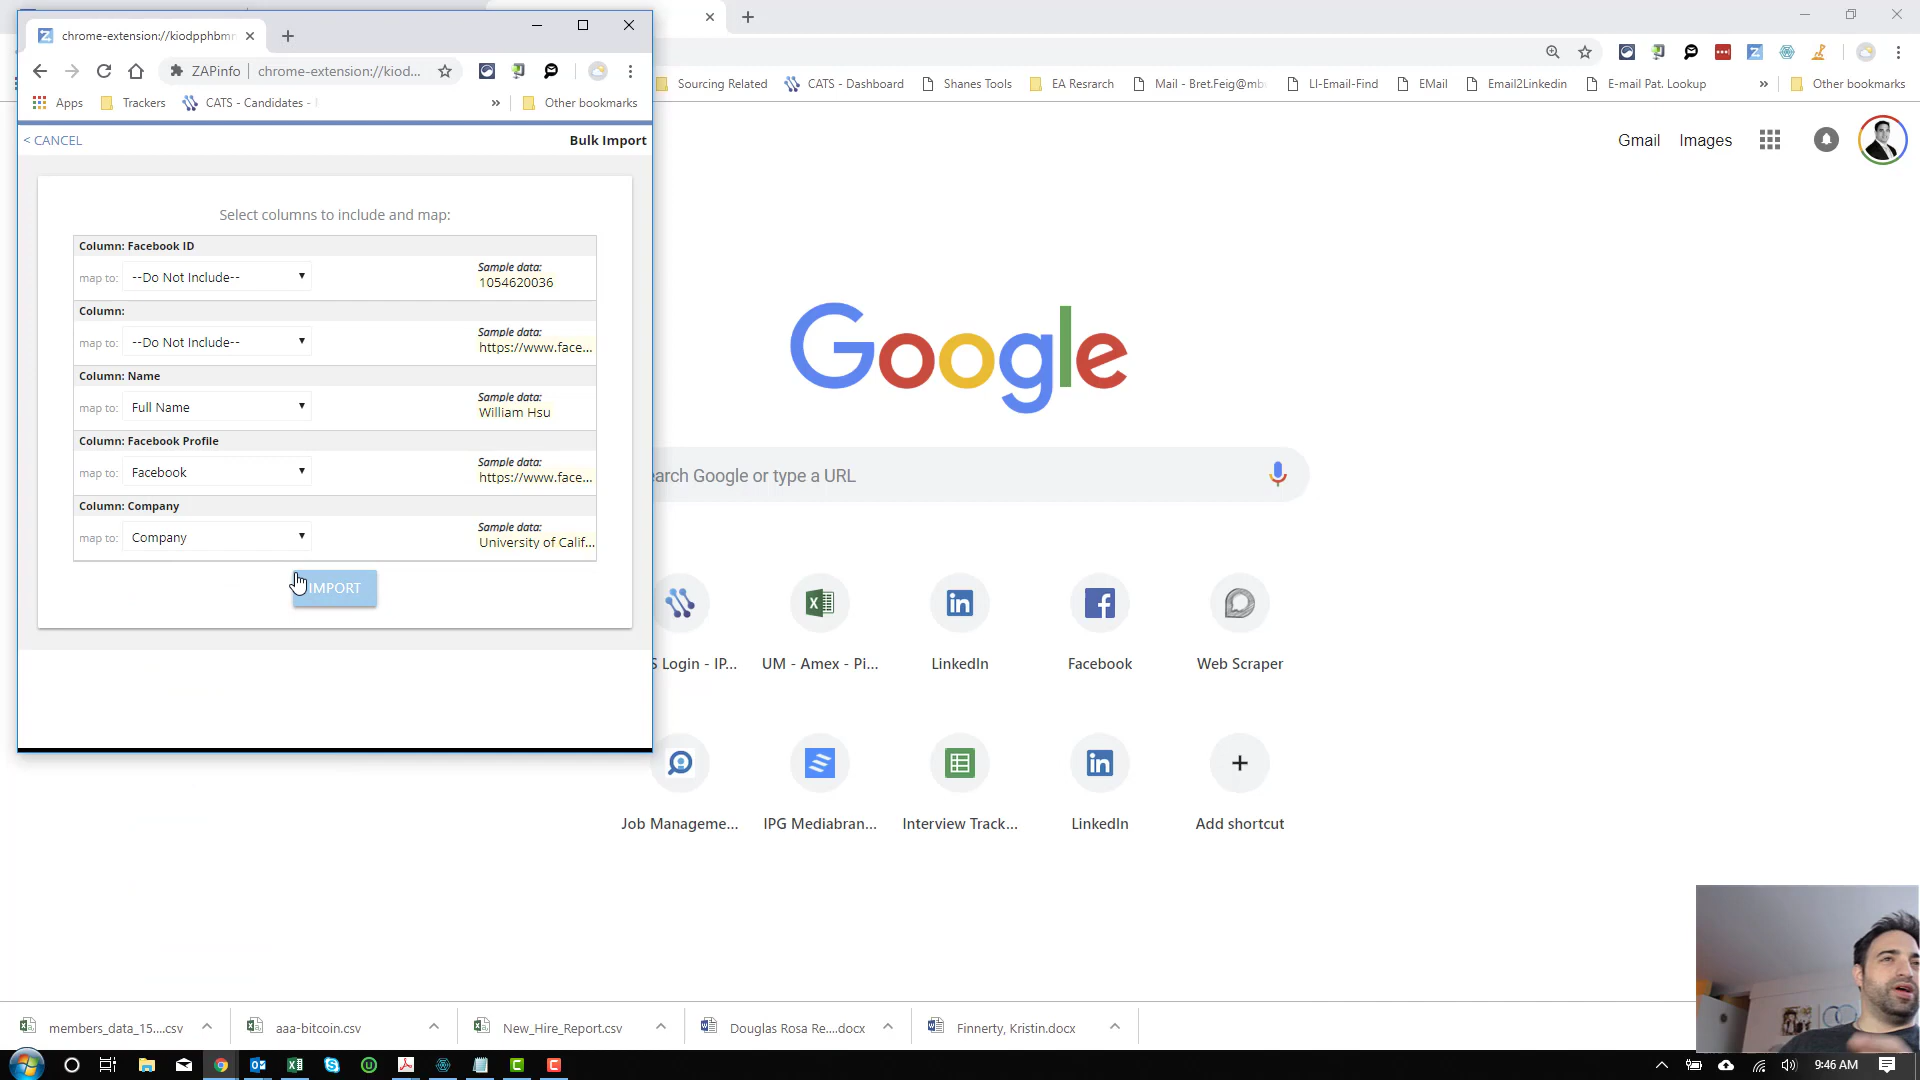 chrome-extension://kiodpphbmn
ZAPinfo
chrome-extension://kiod...
Apps
Trackers
CATS - Candidates -
»
Other bookmarks
Sourcing Related
CATS - Dashboard
Shanes Tools
EA Resrarch
Mail - Bret.Feig@mb
LI-Email-Find
EMail
Email2Linkedin
E-mail Pat. Lookup
»
Other bookmarks
< CANCEL
Bulk Import
Gmail
Images
Select columns to include and map:
Column: Facebook ID
map to:
--Do Not Include--
Sample data:
1054620036
Column:
map to:
--Do Not Include--
Sample data:
https://www.face...
Column: Name
map to:
Full Name
Sample data:
William Hsu
Column: Facebook Profile
map to:
Facebook
Sample data:
https://www.face...
Column: Company
map to:
Company
Sample data:
University of Calif...
IMPORT
Google
earch Google or type a URL
S Login - IP...
UM - Amex - Pi...
LinkedIn
Facebook
Web Scraper
Job Manageme...
IPG Mediabran...
Interview Track...
LinkedIn
Add shortcut
members_data_15....csv
aaa-bitcoin.csv
New_Hire_Report.csv
Douglas Rosa Re....docx
Finnerty, Kristin.docx
9:46 AM